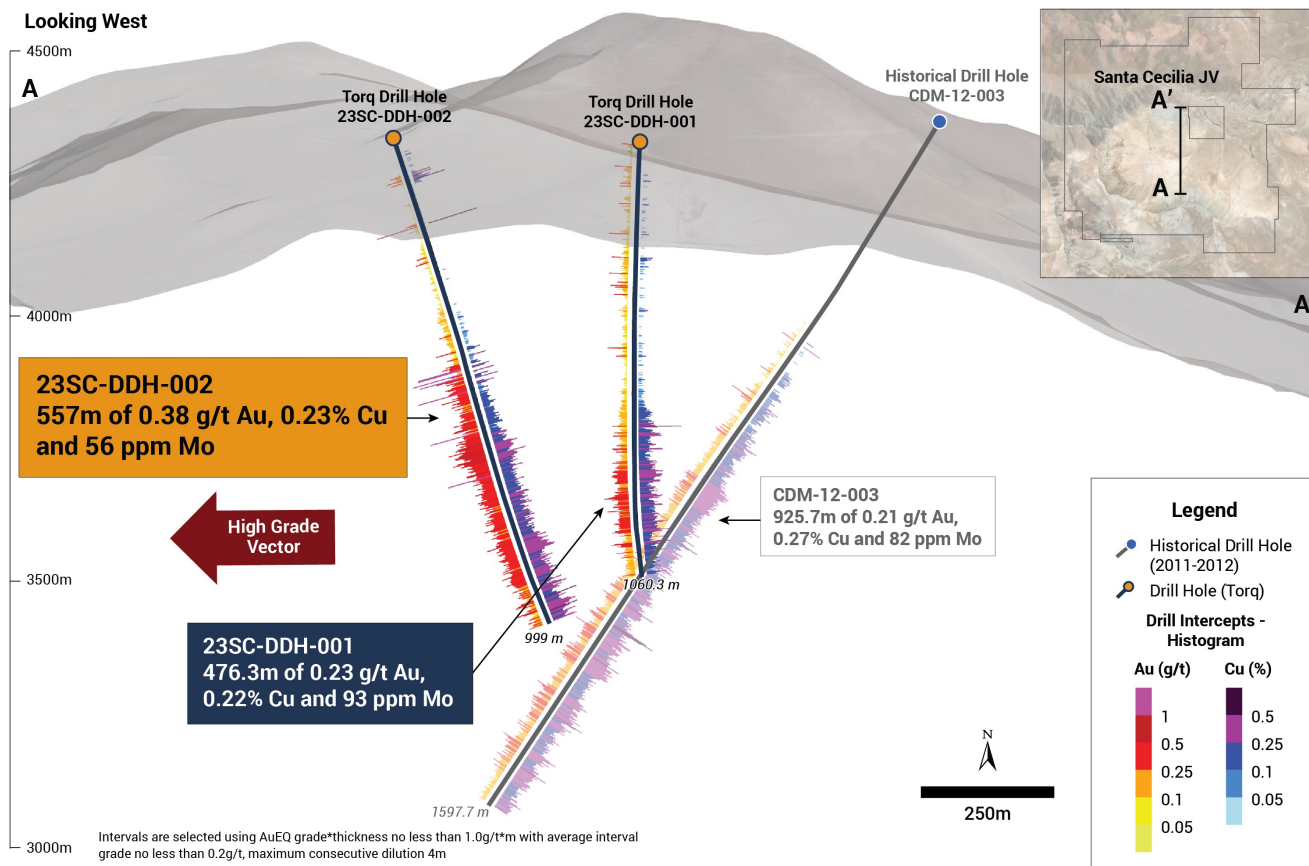 Looking West
4500m
A
Torq Drill Hole
23SC-DDH-002
Torq Drill Hole
23SC-DDH-001
Historical Drill Hole
CDM-12-003
Santa Cecilia JV
A’
A
A
4000m
23SC-DDH-002
557m of 0.38 g/t Au, 0.23% Cu
and 56 ppm Mo
High Grade
Vector
CDM-12-003
925.7m of 0.21 g/t Au,
0.27% Cu and 82 ppm Mo
3500m
1060.3 m
999 m
23SC-DDH-001
476.3m of 0.23 g/t Au,
0.22% Cu and 93 ppm Mo
1597.7 m
N
250m
Legend
Historical Drill Hole
(2011-2012)
Drill Hole (Torq)
Drill Intercepts -
Histogram
Au (g/t) Cu (%)
1 0.5
0.5 0.25
0.25 0.1
0.1 0.05
0.05
3000m
Intervals are selected using AuEQ grade*thickness no less than 1.0g/t*m with average interval
grade no less than 0.2g/t, maximum consecutive dilution 4m